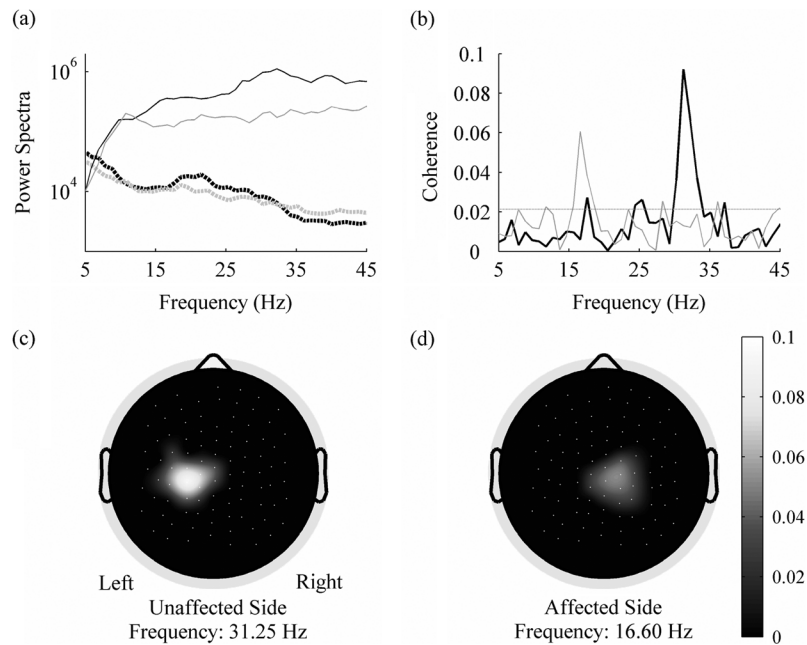 (a)
Power Spectra
10^6
10^4
5 15 25 35 45
Frequency (Hz)
(b)
Coherence
0.1
0.08
0.06
0.04
0.02
0
5 15 25 35 45
Frequency (Hz)
(c)
Left
Right
Unaffected Side
Frequency: 31.25 Hz
(d)
Affected Side
Frequency: 16.60 Hz
0.1
0.08
0.06
0.04
0.02
0